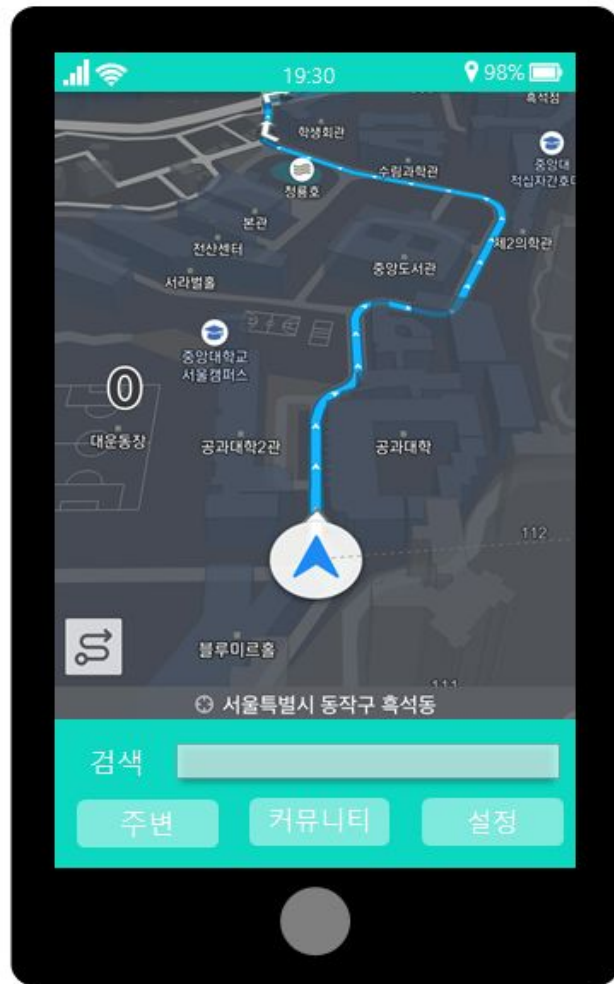 19:30
98%
흑석점
학생회관
중앙대
적십자간호대
수림과학관
청룡호
본관
전산센터
제2의학관
중앙도서관
서라벌홀
중앙대학교
서울캠퍼스
0
대운동장
공과대학2관
공과대학
112
블루미르홀
111
서울특별시 동작구 흑석동
검색
주변
커뮤니티
설정